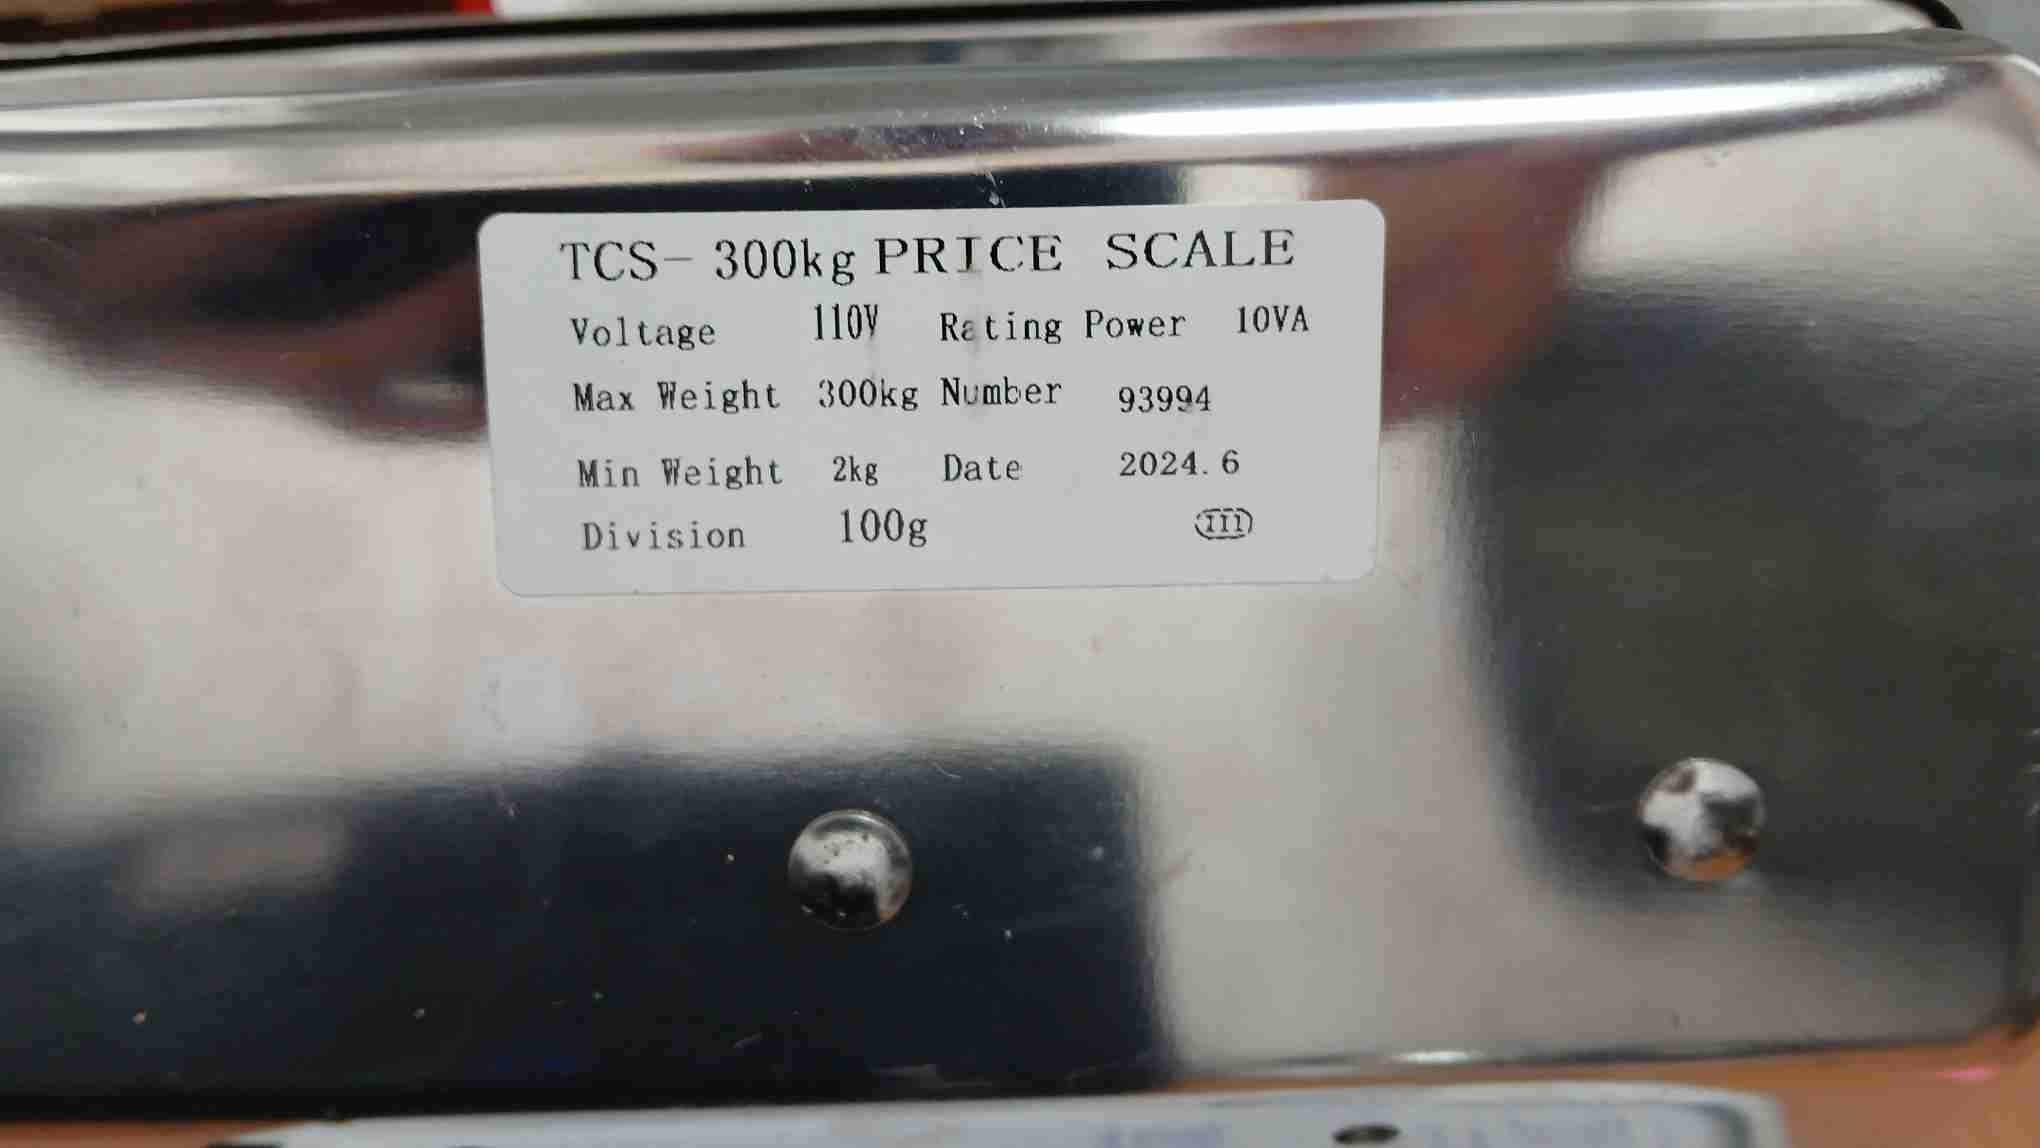 TCS- 300kg PRICE SCALE
Voltage 110V Rating Power 10VA
Max Weight 300kg Number 93994
Min Weight 2kg Date 2024.6
Division 100g III